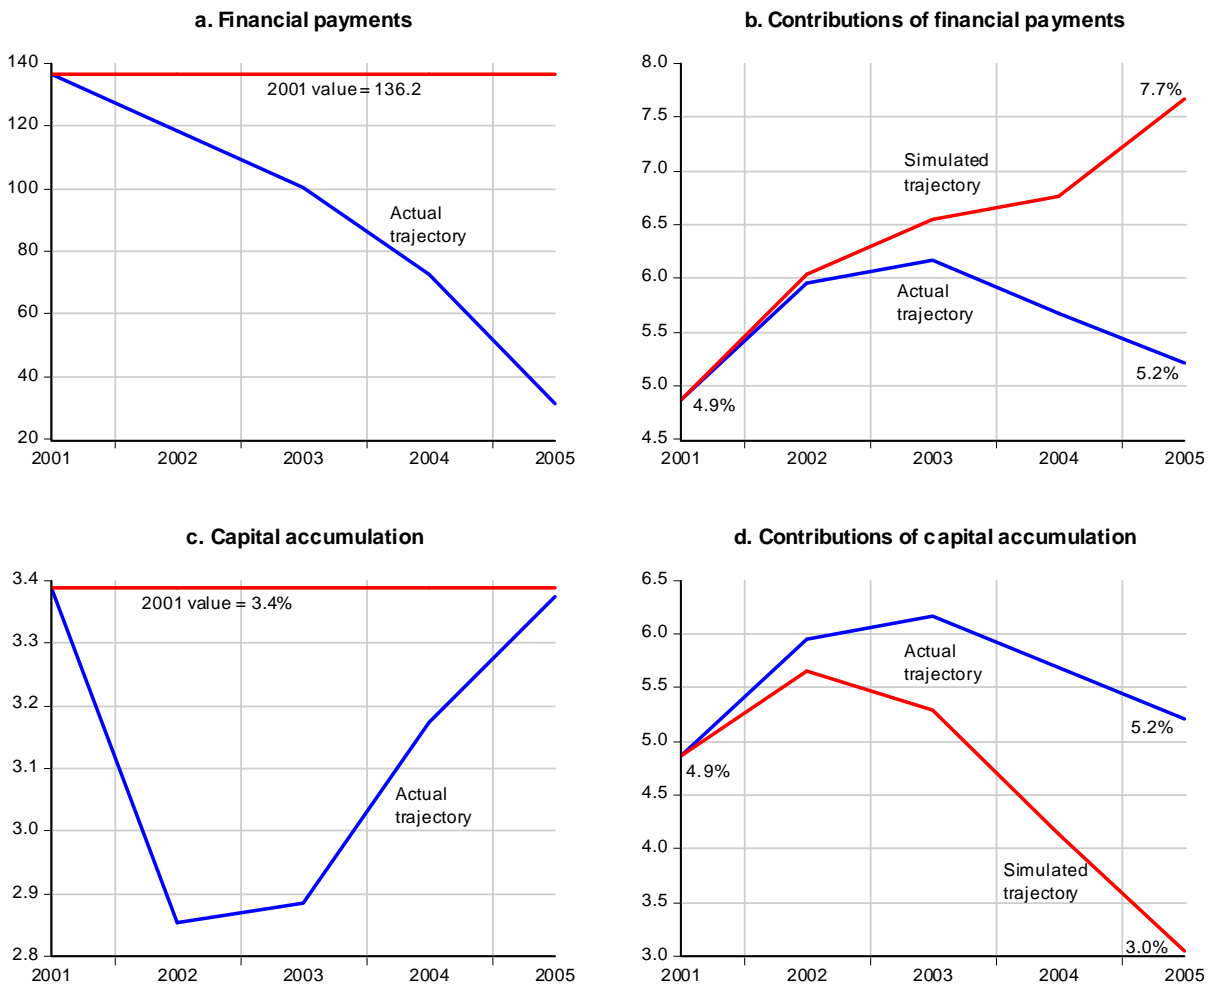 a. Financial payments
140
120
100
80
60
40
20
2001 value = 136.2
Actual
trajectory
2001 2002 2003 2004 2005
b. Contributions of financial payments
8.0
7.5
7.0
6.5
6.0
5.5
5.0
4.5
7.7%
Simulated
trajectory
Actual
trajectory
5.2%
4.9%
2001 2002 2003 2004 2005
c. Capital accumulation
3.4
3.3
3.2
3.1
3.0
2.9
2.8
2001 value = 3.4%
Actual
trajectory
2001 2002 2003 2004 2005
d. Contributions of capital accumulation
6.5
6.0
5.5
5.0
4.5
4.0
3.5
3.0
Actual
trajectory
5.2%
4.9%
Simulated
trajectory
3.0%
2001 2002 2003 2004 2005